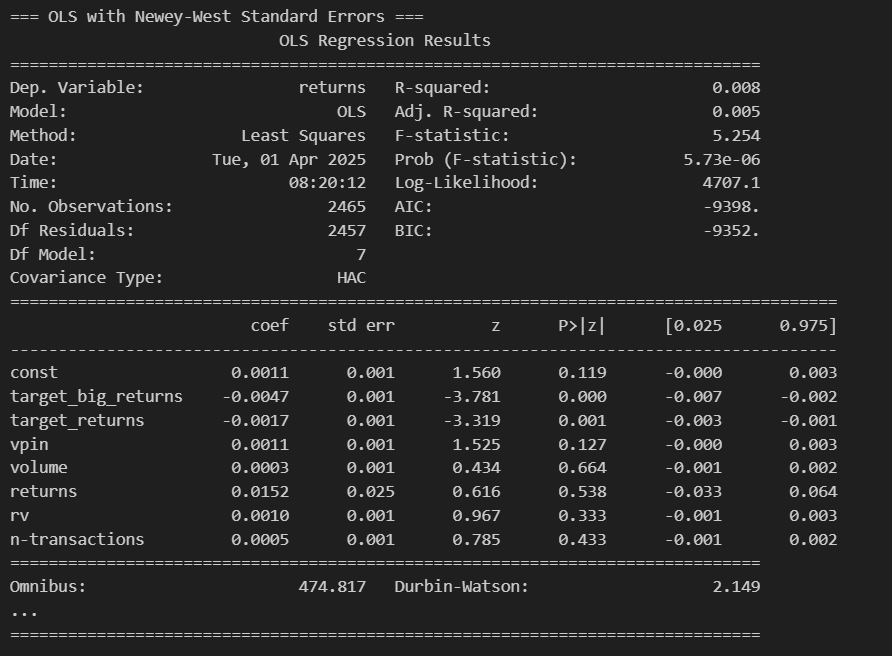 === OLS with Newey-West Standard Errors ===
                            OLS Regression Results
==============================================================================
Dep. Variable:                returns   R-squared:                       0.008
Model:                            OLS   Adj. R-squared:                  0.005
Method:                 Least Squares   F-statistic:                     5.254
Date:                Tue, 01 Apr 2025   Prob (F-statistic):           5.73e-06
Time:                        08:20:12   Log-Likelihood:                 4707.1
No. Observations:                2465   AIC:                            -9398.
Df Residuals:                    2457   BIC:                            -9352.
Df Model:                           7
Covariance Type:                  HAC
======================================================================================
                         coef    std err          z      P>|z|      [0.025      0.975]
--------------------------------------------------------------------------------------
const                  0.0011      0.001      1.560      0.119      -0.000       0.003
target_big_returns    -0.0047      0.001     -3.781      0.000      -0.007      -0.002
target_returns        -0.0017      0.001     -3.319      0.001      -0.003      -0.001
vpin                   0.0011      0.001      1.525      0.127      -0.000       0.003
volume                 0.0003      0.001      0.434      0.664      -0.001       0.002
returns                0.0152      0.025      0.616      0.538      -0.033       0.064
rv                     0.0010      0.001      0.967      0.333      -0.001       0.003
n-transactions         0.0005      0.001      0.785      0.433      -0.001       0.002
==============================================================================
Omnibus:                      474.817   Durbin-Watson:                   2.149
...
==============================================================================